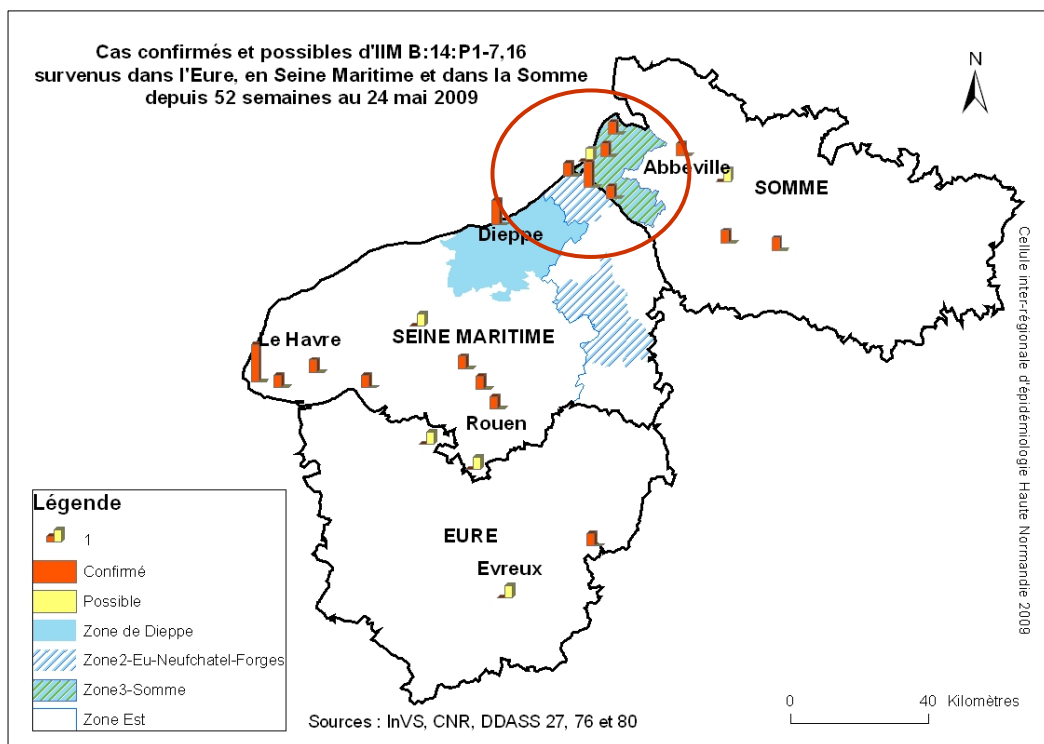 Cas confirmés et possibles d'IIM B:14:P1-7,16
survenus dans l'Eure, en Seine Maritime et dans la Somme
depuis 52 semaines au 24 mai 2009
N
Abbeville
SOMME
Dieppe
Le Havre
SEINE MARITIME
Rouen
EURE
Evreux
Légende
1
Confirmé
Possible
Zone de Dieppe
Zone2-Eu-Neufchatel-Forges
Zone3-Somme
Zone Est
Sources : InVS, CNR, DDASS 27, 76 et 80
0 40 Kilomètres
Cellule inter-régionale d'épidémiologie Haute Normandie 2009